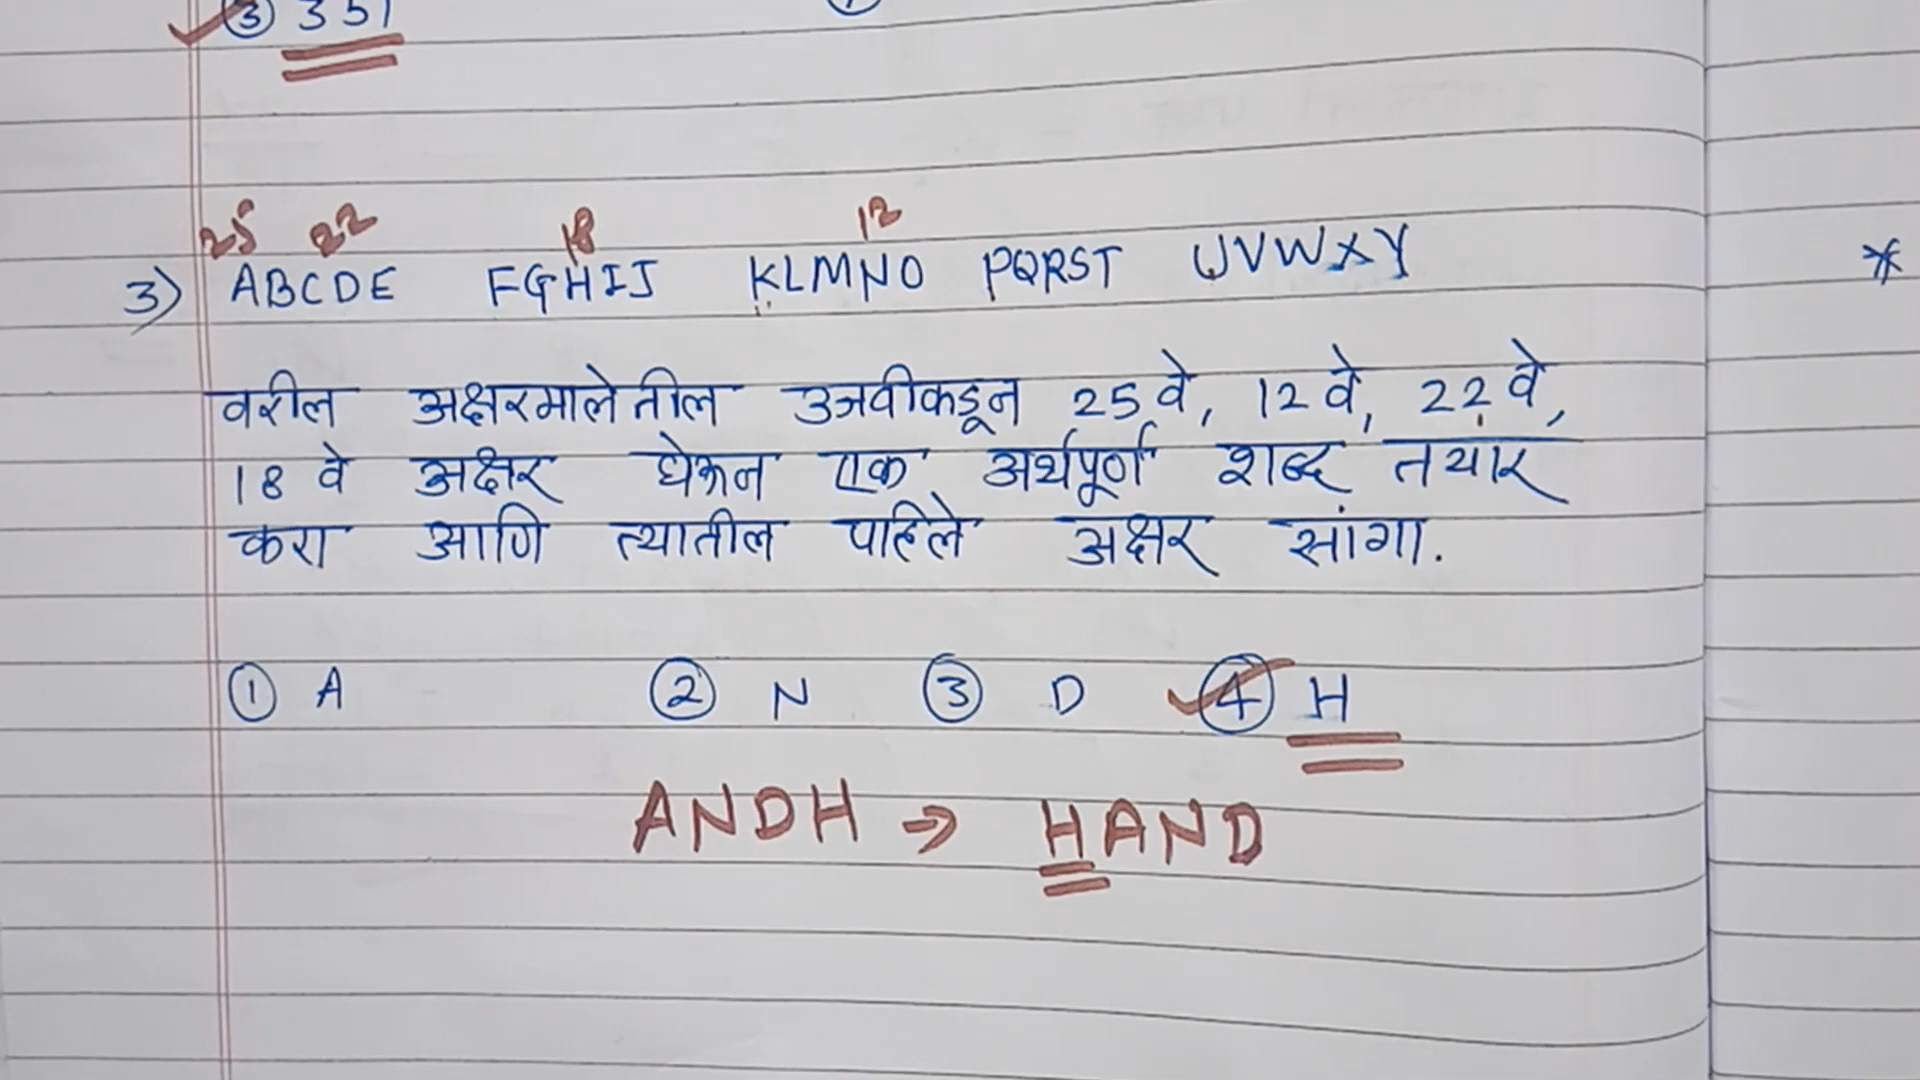 ③ 351
25 22 18 12
3) ABCDE FGHIJ KLMNO PQRST UVWXY
*
वरील अक्षरमालेतील उजवीकडून 25 वे, 12 वे, 22 वे,
18 वे अक्षर घेऊन एक अर्थपूर्ण शब्द तयार
करा आणि त्यातील पहिले अक्षर सांगा.
① A ② N ③ D ④ H
ANDH → HAND